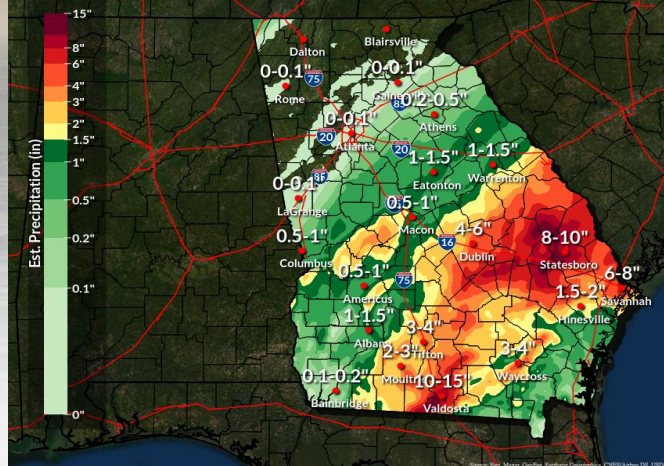 15"
8"
6"
4"
3"
2"
1.5"
1"
0.5"
0.2"
0.1"
0"
Est. Precipitation (in)
Dalton
Blairsville
0-0.1"
75
Rome
0-0.1"
0.2-0.5"
85
Athens
0-0.1"
20
Atlanta
20
1-1.5"
Eatonton
1-1.5"
Warrenton
0-0.1"
LaGrange
0.5-1"
Macon
0.5-1"
Columbus
16
4-6"
Dublin
8-10"
Statesboro
0.5-1"
Americus
75
6-8"
Savannah
1.5-2"
Hinesville
1-1.5"
3-4"
Tifton
2-3"
3-4"
Waycross
0.1-0.2"
Bainbridge
10-15"
Valdosta